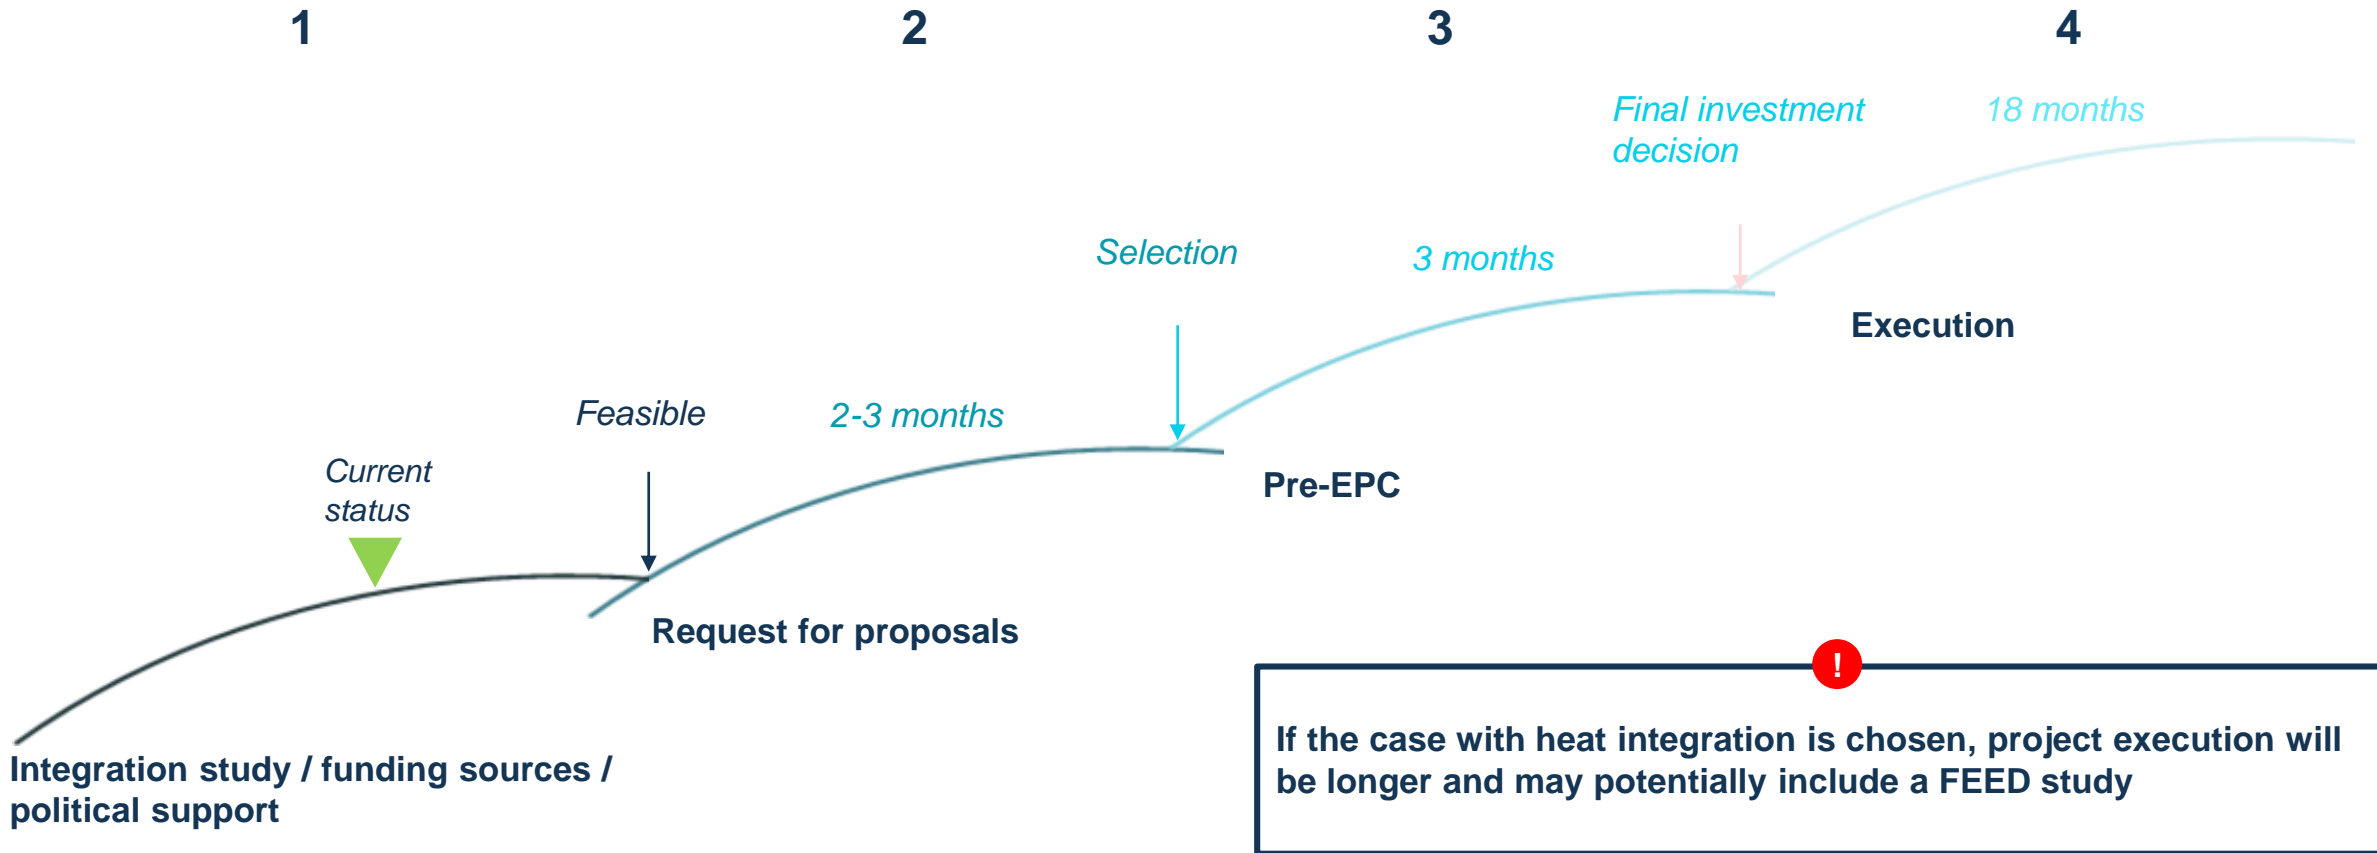 1
2
3
4
Final investment
decision
18 months
Selection
3 months
Execution
Feasible
2-3 months
Current
status
Pre-EPC
Request for proposals
!
If the case with heat integration is chosen, project execution will
be longer and may potentially include a FEED study
Integration study / funding sources /
political support